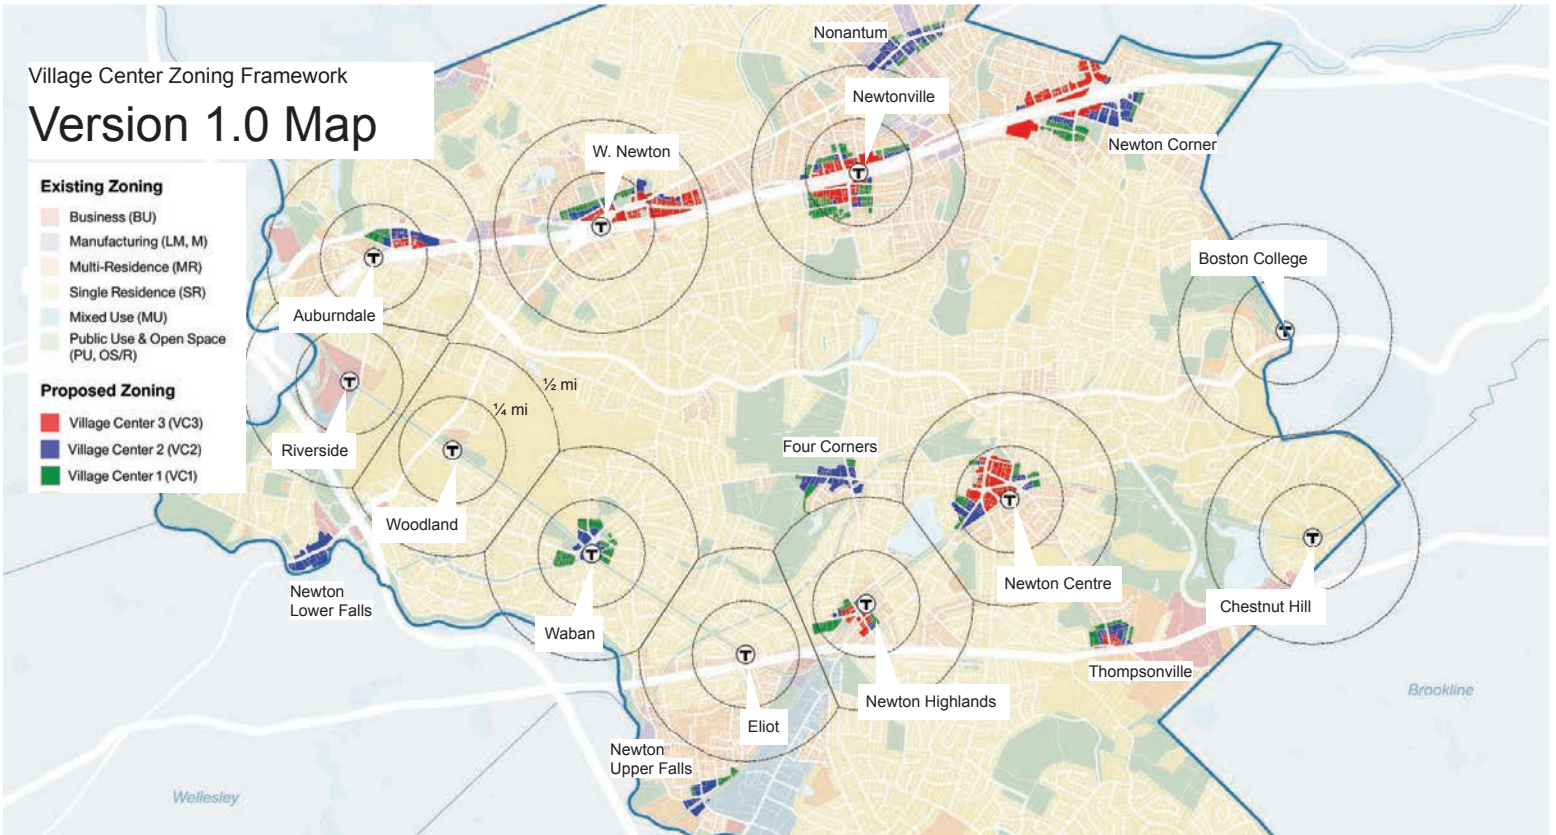 Village Center Zoning Framework
Version 1.0 Map
Existing Zoning
Business (BU)
Manufacturing (LM, M)
Multi-Residence (MR)
Single Residence (SR)
Mixed Use (MU)
Public Use & Open Space
(PU, OS/R)
Proposed Zoning
Village Center 3 (VC3)
Village Center 2 (VC2)
Village Center 1 (VC1)
Nonantum
Newtonville
Newton Corner
W. Newton
T
T
Auburndale
T
Boston College
T
Riverside
T
½ mi
¼ mi
Woodland
T
Four Corners
Newton Centre
T
Chestnut Hill
T
Newton
Lower Falls
Waban
T
Thompsonville
Newton Highlands
T
Eliot
T
Newton
Upper Falls
Brookline
Wellesley